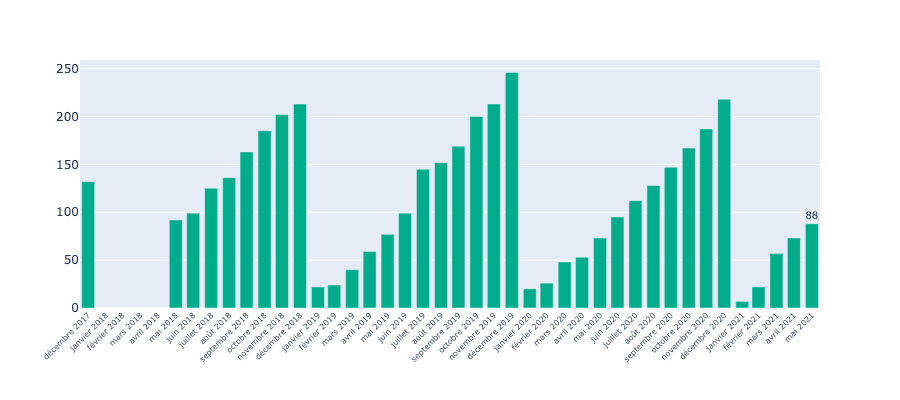 250
200
150
100
50
0
88
décembre 2017
janvier 2018
février 2018
mars 2018
avril 2018
mai 2018
juin 2018
juillet 2018
août 2018
septembre 2018
octobre 2018
novembre 2018
décembre 2018
janvier 2019
février 2019
mars 2019
avril 2019
mai 2019
juin 2019
juillet 2019
août 2019
septembre 2019
octobre 2019
novembre 2019
décembre 2019
janvier 2020
février 2020
mars 2020
avril 2020
mai 2020
juin 2020
juillet 2020
août 2020
septembre 2020
octobre 2020
novembre 2020
décembre 2020
janvier 2021
février 2021
mars 2021
avril 2021
mai 2021